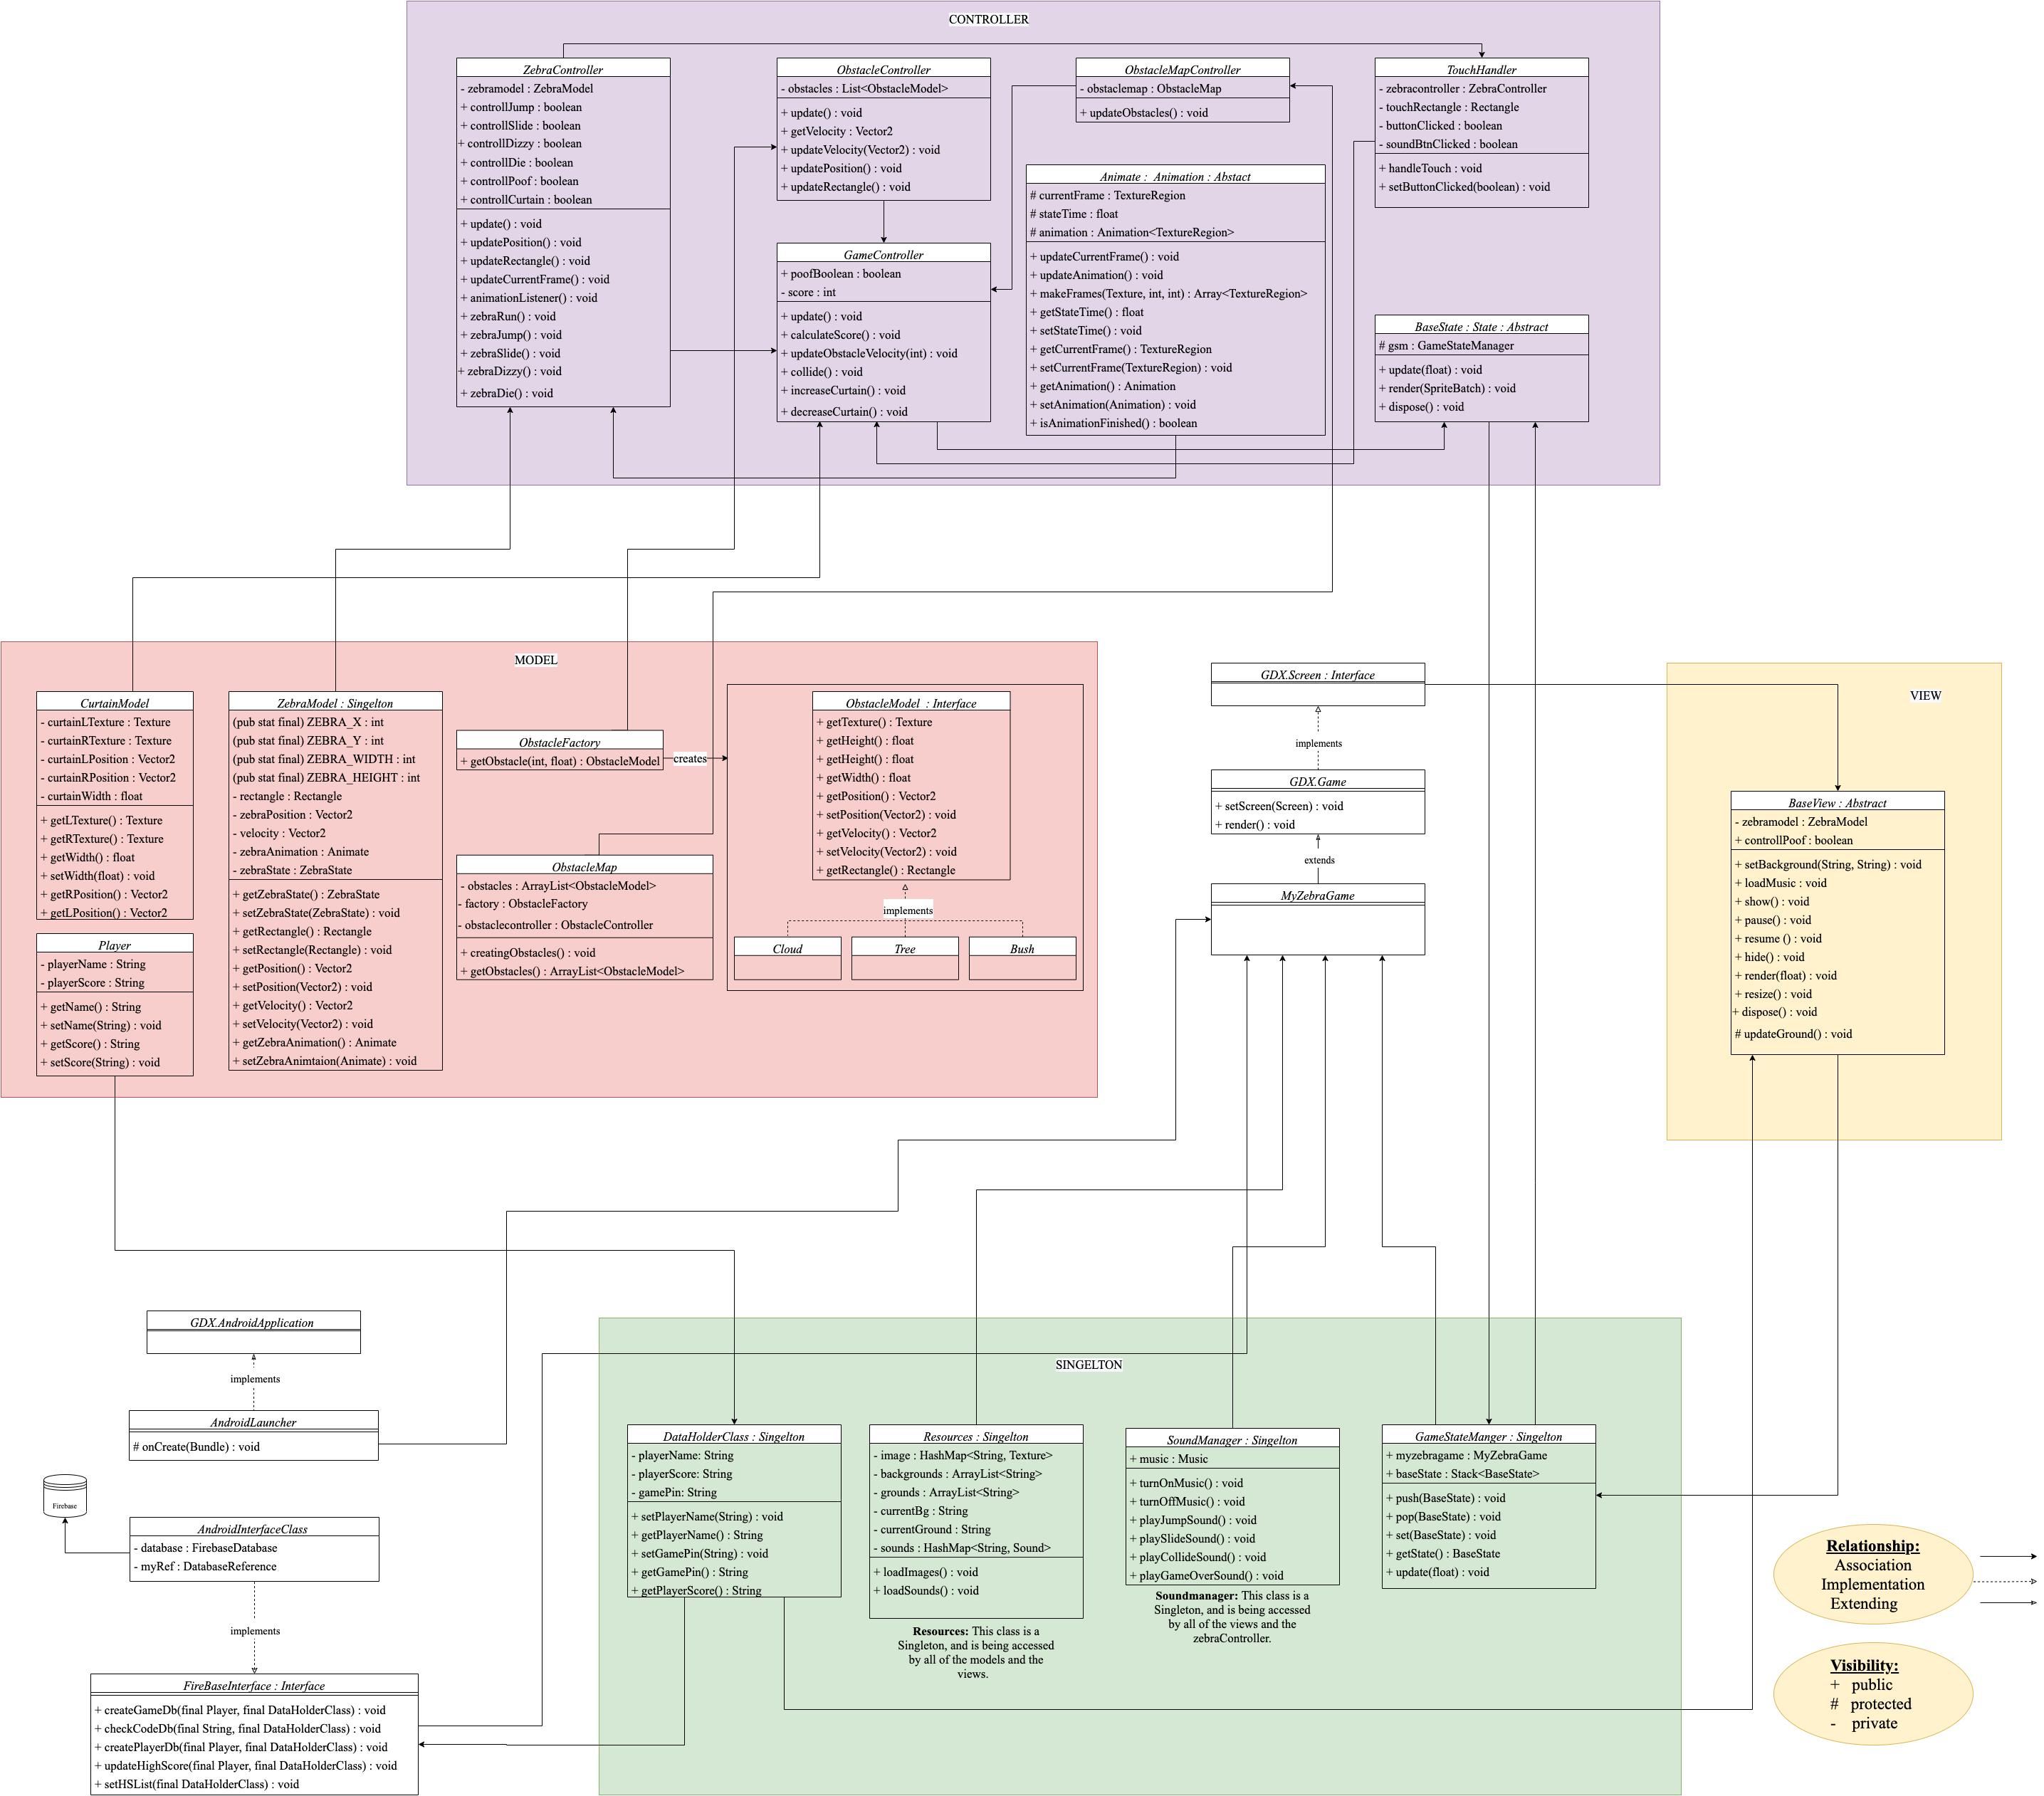 CONTROLLER
ZebraController
- zebramodel : ZebraModel
+ controllJump : boolean
+ controllSlide : boolean
+ controllDizzy : boolean
+ controllDie : boolean
+ controllPoof : boolean
+ controllCurtain : boolean
+ update() : void
+ updatePosition() : void
+ updateRectangle() : void
+ updateCurrentFrame() : void
+ animationListener() : void
+ zebraRun() : void
+ zebraJump() : void
+ zebraSlide() : void
+ zebraDizzy() : void
+ zebraDie() : void
ObstacleController
- obstacles : List<ObstacleModel>
+ update() : void
+ getVelocity : Vector2
+ updateVelocity(Vector2) : void
+ updatePosition() : void
+ updateRectangle() : void
GameController
+ poofBoolean : boolean
- score : int
+ update() : void
+ calculateScore() : void
+ updateObstacleVelocity(int) : void
+ collide() : void
+ increaseCurtain() : void
+ decreaseCurtain() : void
ObstacleMapController
- obstaclemap : ObstacleMap
+ updateObstacles() : void
Animate : Animation : Abstact
# currentFrame : TextureRegion
# stateTime : float
# animation : Animation<TextureRegion>
+ updateCurrentFrame() : void
+ updateAnimation() : void
+ makeFrames(Texture, int, int) : Array<TextureRegion>
+ getStateTime() : float
+ setStateTime() : void
+ getCurrentFrame() : TextureRegion
+ setCurrentFrame(TextureRegion) : void
+ getAnimation() : Animation
+ setAnimation(Animation) : void
+ isAnimationFinished() : boolean
TouchHandler
- zebracontroller : ZebraController
- touchRectangle : Rectangle
- buttonClicked : boolean
- soundBtnClicked : boolean
+ handleTouch : void
+ setButtonClicked(boolean) : void
BaseState : State : Abstract
# gsm : GameStateManager
+ update(float) : void
+ render(SpriteBatch) : void
+ dispose() : void
MODEL
CurtainModel
- curtainLTexture : Texture
- curtainRTexture : Texture
- curtainLPosition : Vector2
- curtainRPosition : Vector2
- curtainWidth : float
+ getLTexture() : Texture
+ getRTexture() : Texture
+ getWidth() : float
+ setWidth(float) : void
+ getRPosition() : Vector2
+ getLPosition() : Vector2
Player
- playerName : String
- playerScore : String
+ getName() : String
+ setName(String) : void
+ getScore() : String
+ setScore(String) : void
ZebraModel : Singelton
(pub stat final) ZEBRA_X : int
(pub stat final) ZEBRA_Y : int
(pub stat final) ZEBRA_WIDTH : int
(pub stat final) ZEBRA_HEIGHT : int
- rectangle : Rectangle
- zebraPosition : Vector2
- velocity : Vector2
- zebraAnimation : Animate
- zebraState : ZebraState
+ getZebraState() : ZebraState
+ setZebraState(ZebraState) : void
+ getRectangle() : Rectangle
+ setRectangle(Rectangle) : void
+ getPosition() : Vector2
+ setPosition(Vector2) : void
+ getVelocity() : Vector2
+ setVelocity(Vector2) : void
+ getZebraAnimation() : Animate
+ setZebraAnimtaion(Animate) : void
ObstacleFactory
+ getObstacle(int, float) : ObstacleModel
creates
ObstacleMap
- obstacles : ArrayList<ObstacleModel>
- factory : ObstacleFactory
- obstaclecontroller : ObstacleController
+ creatingObstacles() : void
+ getObstacles() : ArrayList<ObstacleModel>
ObstacleModel : Interface
+ getTexture() : Texture
+ getHeight() : float
+ getHeight() : float
+ getWidth() : float
+ getPosition() : Vector2
+ setPosition(Vector2) : void
+ getVelocity() : Vector2
+ setVelocity(Vector2) : void
+ getRectangle() : Rectangle
implements
Cloud
Tree
Bush
GDX.Screen : Interface
implements
GDX.Game
+ setScreen(Screen) : void
+ render() : void
extends
MyZebraGame
VIEW
BaseView : Abstract
- zebramodel : ZebraModel
+ controllPoof : boolean
+ setBackground(String, String) : void
+ loadMusic : void
+ show() : void
+ pause() : void
+ resume () : void
+ hide() : void
+ render(float) : void
+ resize() : void
+ dispose() : void
# updateGround() : void
GDX.AndroidApplication
implements
AndroidLauncher
# onCreate(Bundle) : void
Firebase
AndroidInterfaceClass
- database : FirebaseDatabase
- myRef : DatabaseReference
implements
FireBaseInterface : Interface
+ createGameDb(final Player, final DataHolderClass) : void
+ checkCodeDb(final String, final DataHolderClass) : void
+ createPlayerDb(final Player, final DataHolderClass) : void
+ updateHighScore(final Player, final DataHolderClass) : void
+ setHSList(final DataHolderClass) : void
SINGELTON
DataHolderClass : Singelton
- playerName: String
- playerScore: String
- gamePin: String
+ setPlayerName(String) : void
+ getPlayerName() : String
+ setGamePin(String) : void
+ getGamePin() : String
+ getPlayerScore() : String
Resources : Singelton
- image : HashMap<String, Texture>
- backgrounds : ArrayList<String>
- grounds : ArrayList<String>
- currentBg : String
- currentGround : String
- sounds : HashMap<String, Sound>
+ loadImages() : void
+ loadSounds() : void
Resources: This class is a
Singleton, and is being accessed
by all of the models and the
views.
SoundManager : Singelton
+ music : Music
+ turnOnMusic() : void
+ turnOffMusic() : void
+ playJumpSound() : void
+ playSlideSound() : void
+ playCollideSound() : void
+ playGameOverSound() : void
Soundmanager: This class is a
Singleton, and is being accessed
by all of the views and the
zebraController.
GameStateManger : Singelton
+ myzebragame : MyZebraGame
+ baseState : Stack<BaseState>
+ push(BaseState) : void
+ pop(BaseState) : void
+ set(BaseState) : void
+ getState() : BaseState
+ update(float) : void
Relationship:
Association
Implementation
Extending
Visibility:
+ public
# protected
- private